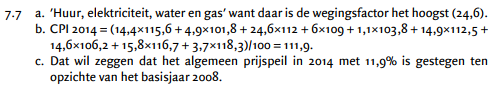 7.7 a. 'Huur, elektriciteit, water en gas' want daar is de wegingsfactor het hoogst (24,6).
b. CPI 2014 = (14,4×115,6 + 4,9×101,8 + 24,6×112 + 6×109 + 1,1×103,8 + 14,9×112,5 +
14,6×106,2 + 15,8×116,7 + 3,7×118,3)/100 = 111,9.
c. Dat wil zeggen dat het algemeen prijspeil in 2014 met 11,9% is gestegen ten
opzichte van het basisjaar 2008.